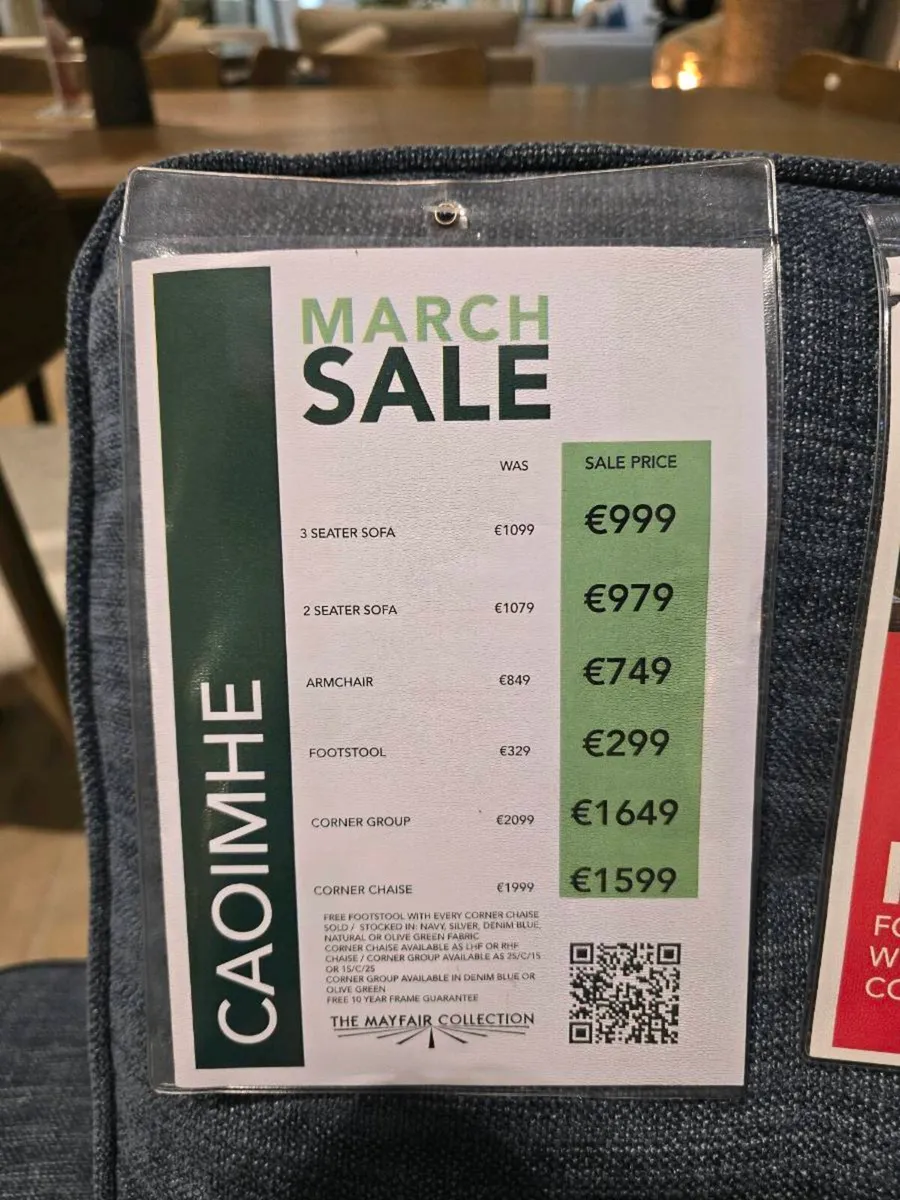 MARCH
SALE
WAS SALE PRICE
3 SEATER SOFA €1099 €999
2 SEATER SOFA €1079 €979
ARMCHAIR €849 €749
FOOTSTOOL €329 €299
CORNER GROUP €2099 €1649
CORNER CHAISE €1999 €1599
CAOIMHE
FREE FOOTSTOOL WITH EVERY CORNER CHAISE
SOLD / STOCKED IN: NAVY, SILVER, DENIM BLUE,
NATURAL OR OLIVE GREEN FABRIC
CORNER CHAISE AVAILABLE AS LHF OR RHF
CHAISE / CORNER GROUP AVAILABLE AS 2S/C/1S
OR 1S/C/2S
CORNER GROUP AVAILABLE IN DENIM BLUE OR
OLIVE GREEN
FREE 10 YEAR FRAME GUARANTEE
THE MAYFAIR COLLECTION